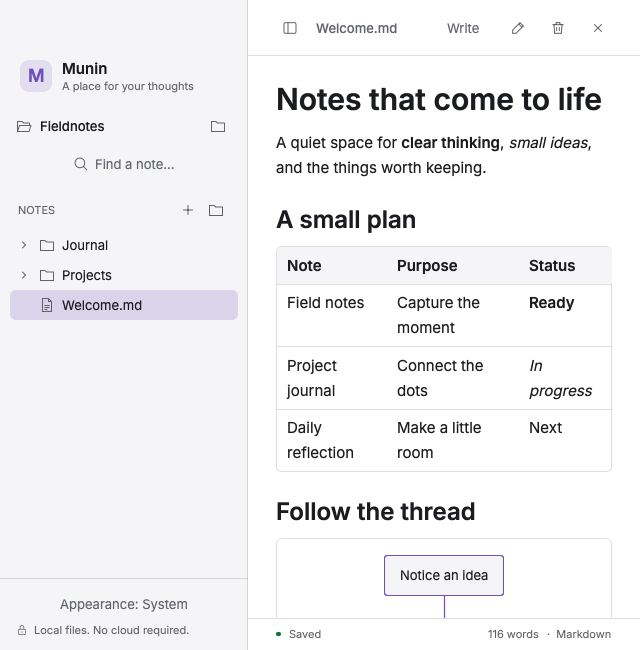 M
Munin
A place for your thoughts
Fieldnotes
Find a note...
NOTES
Journal
Projects
Welcome.md
Appearance: System
Local files. No cloud required.
Welcome.md
Write
Notes that come to life
A quiet space for clear thinking, small ideas,
and the things worth keeping.
A small plan
Note Purpose Status
Field notes Capture the moment Ready
Project journal Connect the dots In progress
Daily reflection Make a little room Next
Follow the thread
Notice an idea
Saved
116 words · Markdown